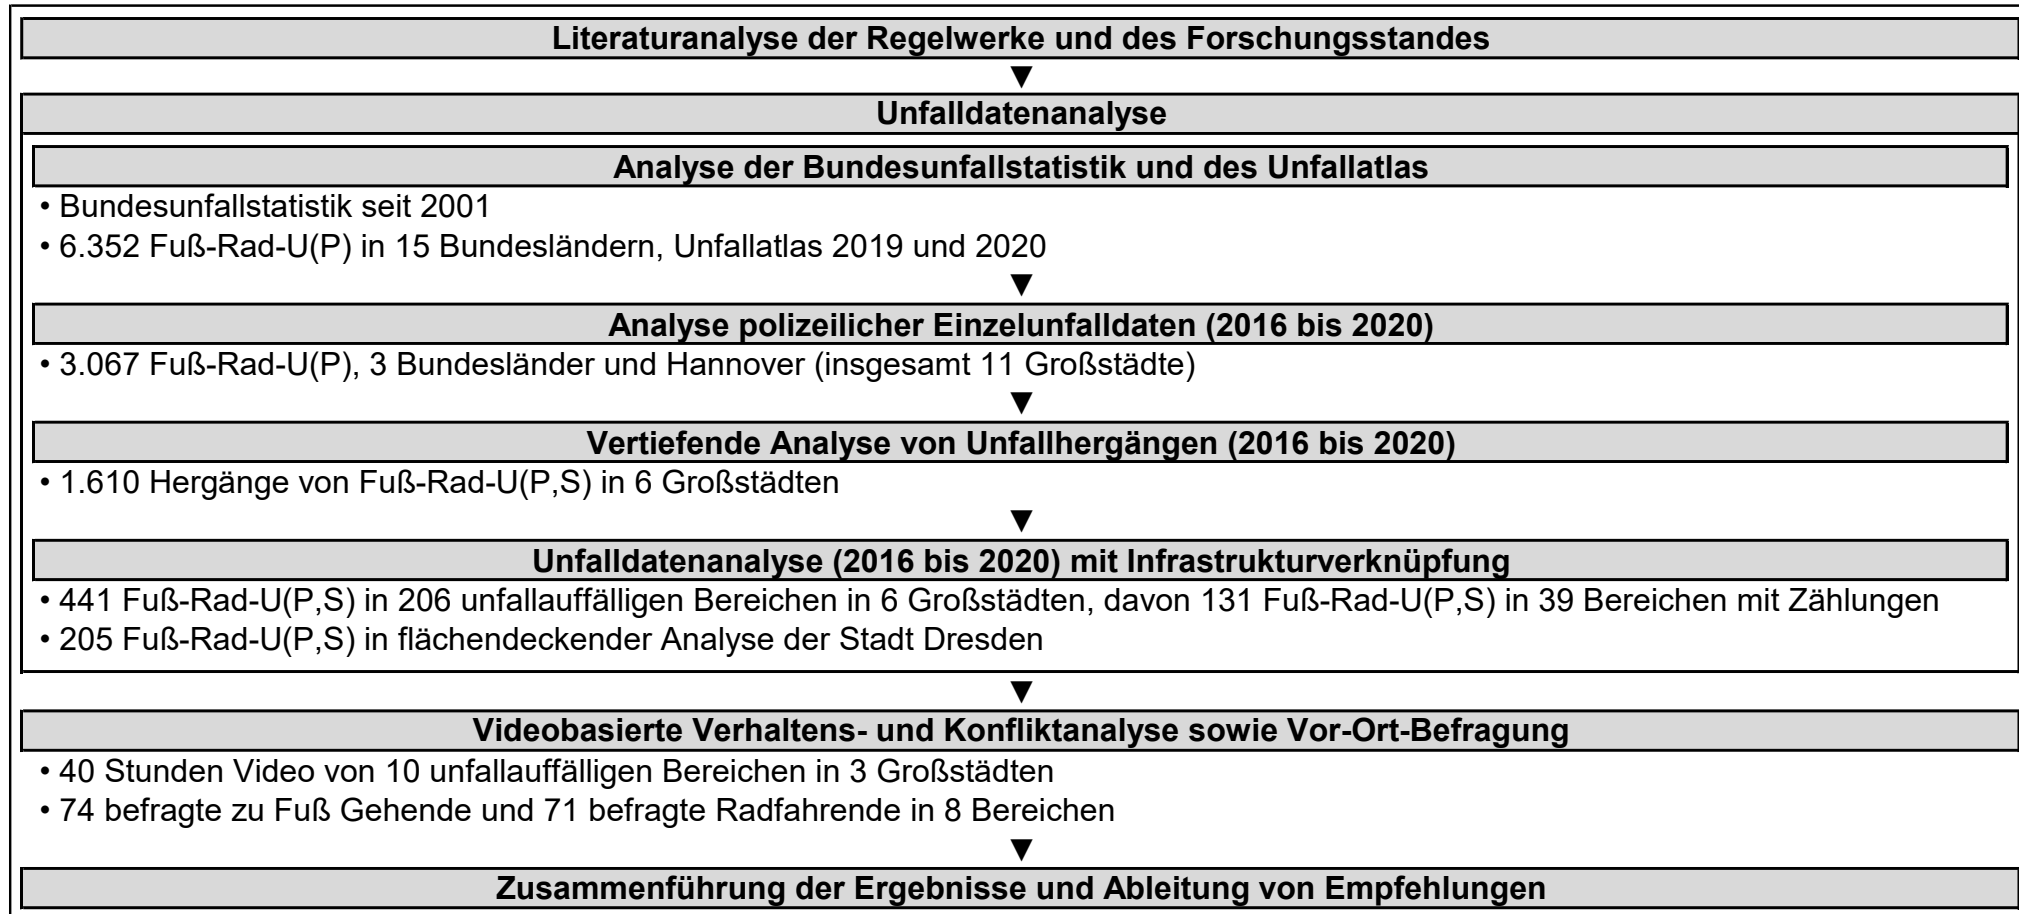 Literaturanalyse der Regelwerke und des Forschungsstandes
▼
Unfalldatenanalyse
Analyse der Bundesunfallstatistik und des Unfallatlas
• Bundesunfallstatistik seit 2001
• 6.352 Fuß-Rad-U(P) in 15 Bundesländern, Unfallatlas 2019 und 2020
▼
Analyse polizeilicher Einzelunfalldaten (2016 bis 2020)
• 3.067 Fuß-Rad-U(P), 3 Bundesländer und Hannover (insgesamt 11 Großstädte)
▼
Vertiefende Analyse von Unfallhergängen (2016 bis 2020)
• 1.610 Hergänge von Fuß-Rad-U(P,S) in 6 Großstädten
▼
Unfalldatenanalyse (2016 bis 2020) mit Infrastrukturverknüpfung
• 441 Fuß-Rad-U(P,S) in 206 unfallauffälligen Bereichen in 6 Großstädten, davon 131 Fuß-Rad-U(P,S) in 39 Bereichen mit Zählungen
• 205 Fuß-Rad-U(P,S) in flächendeckender Analyse der Stadt Dresden
▼
Videobasierte Verhaltens- und Konfliktanalyse sowie Vor-Ort-Befragung
• 40 Stunden Video von 10 unfallauffälligen Bereichen in 3 Großstädten
• 74 befragte zu Fuß Gehende und 71 befragte Radfahrende in 8 Bereichen
▼
Zusammenführung der Ergebnisse und Ableitung von Empfehlungen